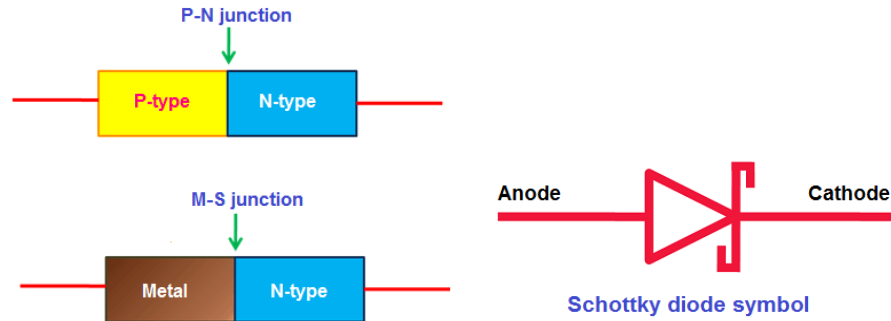 P-N junction
P-type
N-type
M-S junction
Metal
N-type
Anode
Cathode
Schottky diode symbol